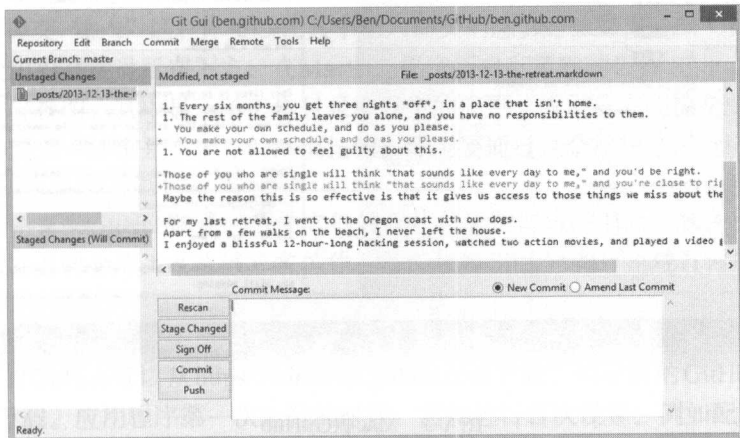 Git Gui (ben.github.com) C:/Users/Ben/Documents/GitHub/ben.github.com
Repository Edit Branch Commit Merge Remote Tools Help
Current Branch: master
Unstaged Changes
Modified, not staged File: _posts/2013-12-13-the-retreat.markdown
_posts/2013-12-13-the-r
1. Every six months, you get three nights *off*, in a place that isn't home.
1. The rest of the family leaves you alone, and you have no responsibilities to them.
- You make your own schedule, and do as you please.
+ You make your own schedule, and do as you please.
1. You are not allowed to feel guilty about this.
-Those of you who are single will think "that sounds like every day to me," and you'd be right.
+Those of you who are single will think "that sounds like every day to me," and you're close to rig
Maybe the reason this is so effective is that it gives us access to those things we miss about the
For my last retreat, I went to the Oregon coast with our dogs.
Apart from a few walks on the beach, I never left the house.
I enjoyed a blissful 12-hour-long hacking session, watched two action movies, and played a video g
Staged Changes (Will Commit)
Commit Message: New Commit Amend Last Commit
Rescan
Stage Changed
Sign Off
Commit
Push
Ready.